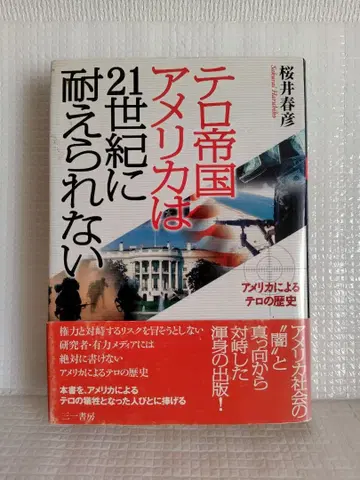 桜井春彦
Sakurai Haruhiko
テロ帝国
アメリカは
21世紀に
耐えられない
アメリカによる
テロの歴史
アメリカ社会の
"闇"と
真っ向から
対峙した
渾身の出版!
権力と対峙するリスクを冒そうとしない
研究者・有力メディアには
絶対に書けない
アメリカによるテロの歴史
本書を、アメリカによる
テロの犠牲となった人びとに捧げる
三一書房